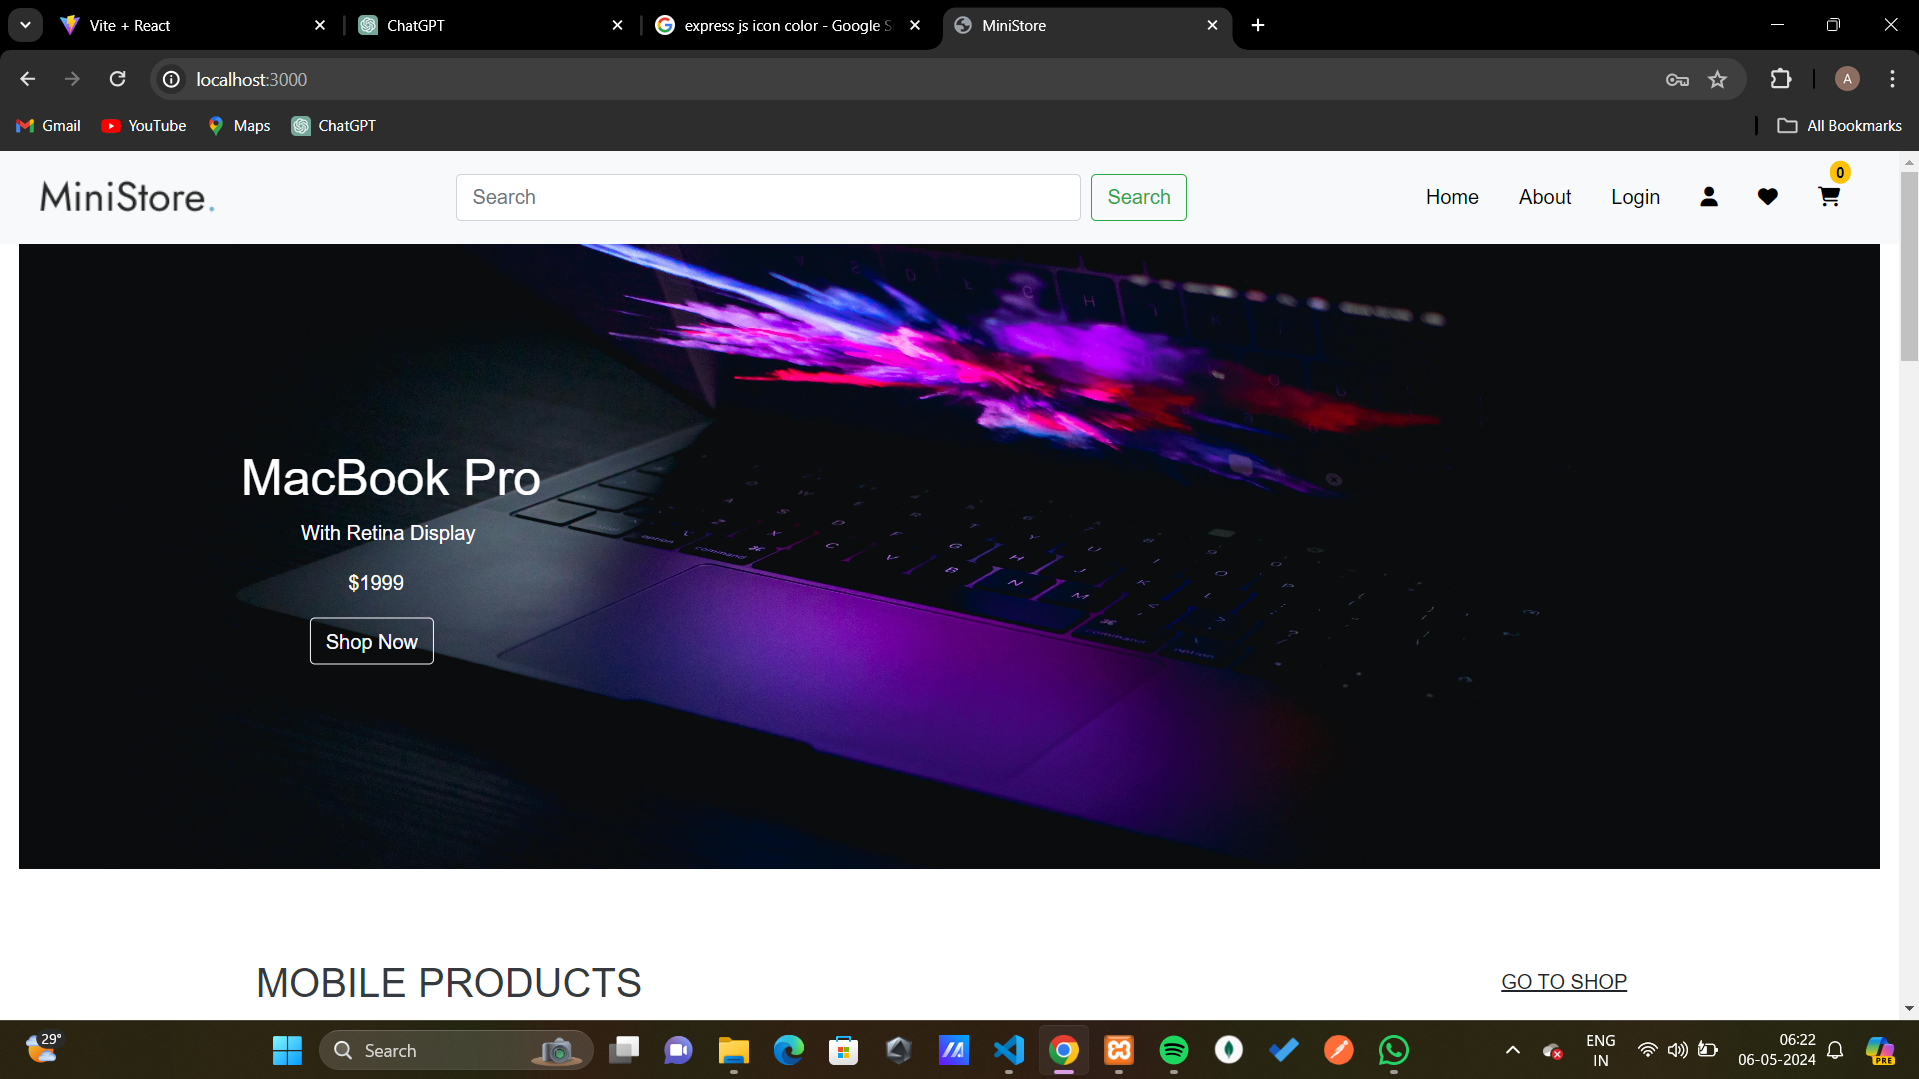 Vite + React
ChatGPT
express js icon color - Google S
MiniStore
localhost:3000
A
Gmail
YouTube
Maps
ChatGPT
All Bookmarks
MiniStore.
Search
Search
Home
About
Login
0
MacBook Pro
With Retina Display
$1999
Shop Now
MOBILE PRODUCTS
GO TO SHOP
29°
Search
ENG
IN
06:22
06-05-2024
PRE